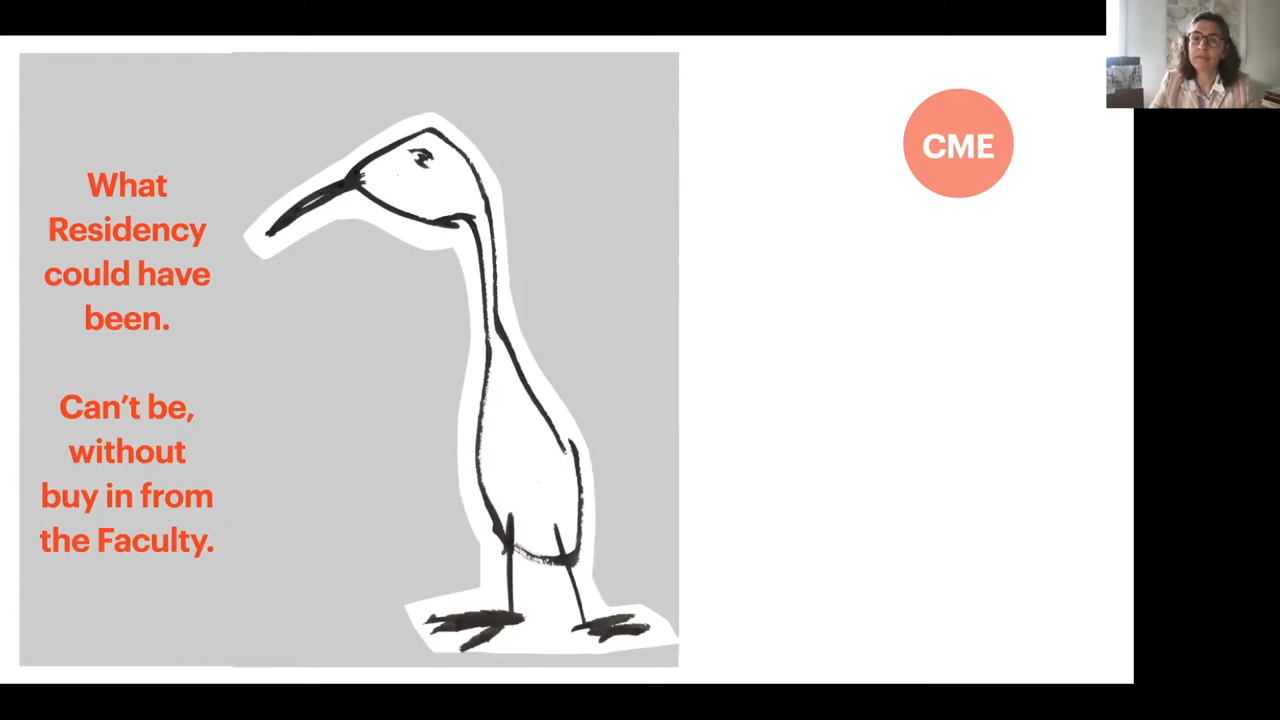 What
Residency
could have
been.
Can't be,
without
buy in from
the Faculty.
CME